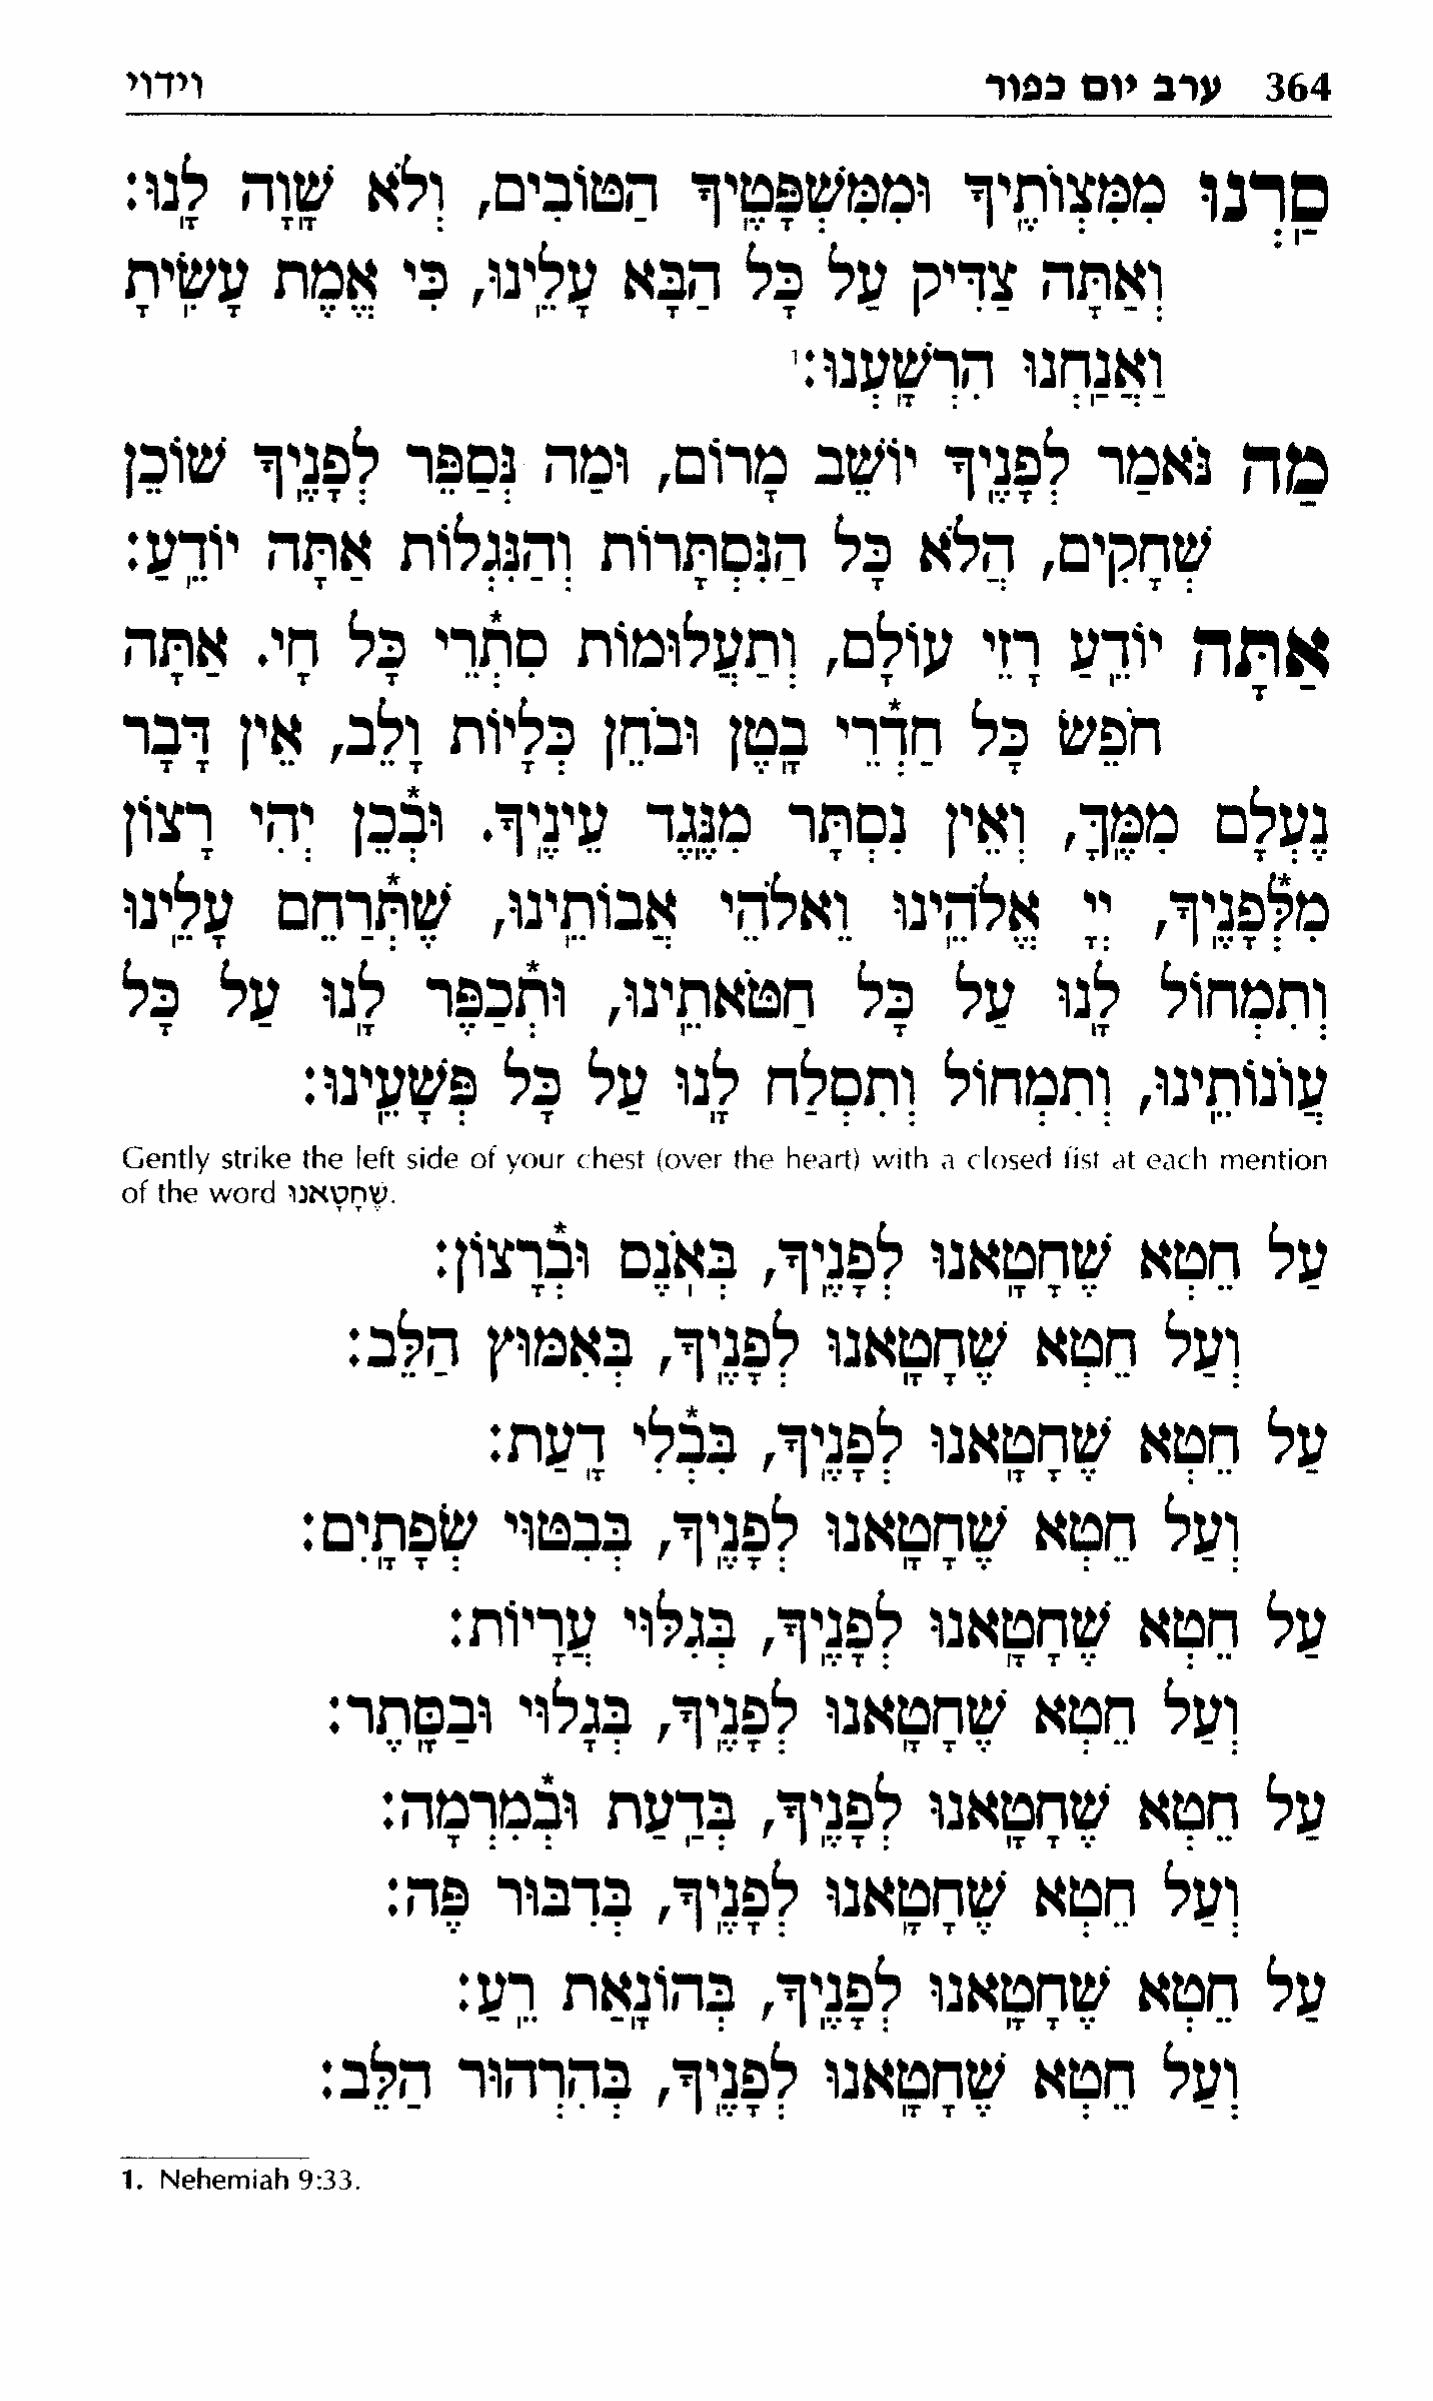 364 ערב יום כפור וידוי
סַֽרְנוּ מִמִּצְוֹתֶֽיךָ וּמִמִּשְׁפָּטֶֽיךָ הַטּוֹבִים, וְלֹא שָֽׁוָה לָֽנוּ:
וְאַתָּה צַדִּיק עַל כָּל הַבָּא עָלֵֽינוּ, כִּי אֱמֶת עָשִֽׂיתָ
וַאֲנַֽחְנוּ הִרְשָֽׁעְנוּ:¹
מַה נֹּאמַר לְפָנֶֽיךָ יוֹשֵׁב מָרוֹם, וּמַה נְּסַפֵּר לְפָנֶֽיךָ שׁוֹכֵן
שְׁחָקִים, הֲלֹא כָּל הַנִּסְתָּרוֹת וְהַנִּגְלוֹת אַתָּה יוֹדֵֽעַ:
אַתָּה יוֹדֵֽעַ רָזֵי עוֹלָם, וְתַעֲלוּמוֹת סִתְ֯רֵי כָּל חָי. אַתָּה
חֹפֵשׂ כָּל חַדְ֯רֵי בָֽטֶן וּבֹחֵן כְּלָיוֹת וָלֵב, אֵין דָּבָר
נֶעְלָם מִמֶּֽךָּ, וְאֵין נִסְתָּר מִנֶּֽגֶד עֵינֶֽיךָ. וּבְ֯כֵן יְהִי רָצוֹן
מִלְּ֯פָנֶֽיךָ, יְיָ אֱלֹהֵֽינוּ וֵאלֹהֵי אֲבוֹתֵֽינוּ, שֶׁתְּ֯רַחֵם עָלֵֽינוּ
וְתִמְחוֹל לָֽנוּ עַל כָּל חַטֹּאתֵֽינוּ, וּתְ֯כַפֶּר לָֽנוּ עַל כָּל
עֲוֹנוֹתֵֽינוּ, וְתִמְחוֹל וְתִסְלַח לָֽנוּ עַל כָּל פְּשָׁעֵֽינוּ:
Gently strike the left side of your chest (over the heart) with a closed fist at each mention
of the word שֶׁחָטָאנוּ.
עַל חֵטְא שֶׁחָטָֽאנוּ לְפָנֶֽיךָ, בְּאֹֽנֶס וּבְ֯רָצוֹן:
וְעַל חֵטְא שֶׁחָטָֽאנוּ לְפָנֶֽיךָ, בְּאִמּוּץ הַלֵּב:
עַל חֵטְא שֶׁחָטָֽאנוּ לְפָנֶֽיךָ, בִּבְ֯לִי דָֽעַת:
וְעַל חֵטְא שֶׁחָטָֽאנוּ לְפָנֶֽיךָ, בְּבִטּוּי שְׂפָתָֽיִם:
עַל חֵטְא שֶׁחָטָֽאנוּ לְפָנֶֽיךָ, בְּגִלּוּי עֲרָיוֹת:
וְעַל חֵטְא שֶׁחָטָֽאנוּ לְפָנֶֽיךָ, בְּגָלוּי וּבַסָּֽתֶר:
עַל חֵטְא שֶׁחָטָֽאנוּ לְפָנֶֽיךָ, בְּדַֽעַת וּבְ֯מִרְמָה:
וְעַל חֵטְא שֶׁחָטָֽאנוּ לְפָנֶֽיךָ, בְּדִבּוּר פֶּה:
עַל חֵטְא שֶׁחָטָֽאנוּ לְפָנֶֽיךָ, בְּהוֹנָֽאַת רֵֽעַ:
וְעַל חֵטְא שֶׁחָטָֽאנוּ לְפָנֶֽיךָ, בְּהִרְהוּר הַלֵּב:
1. Nehemiah 9:33.